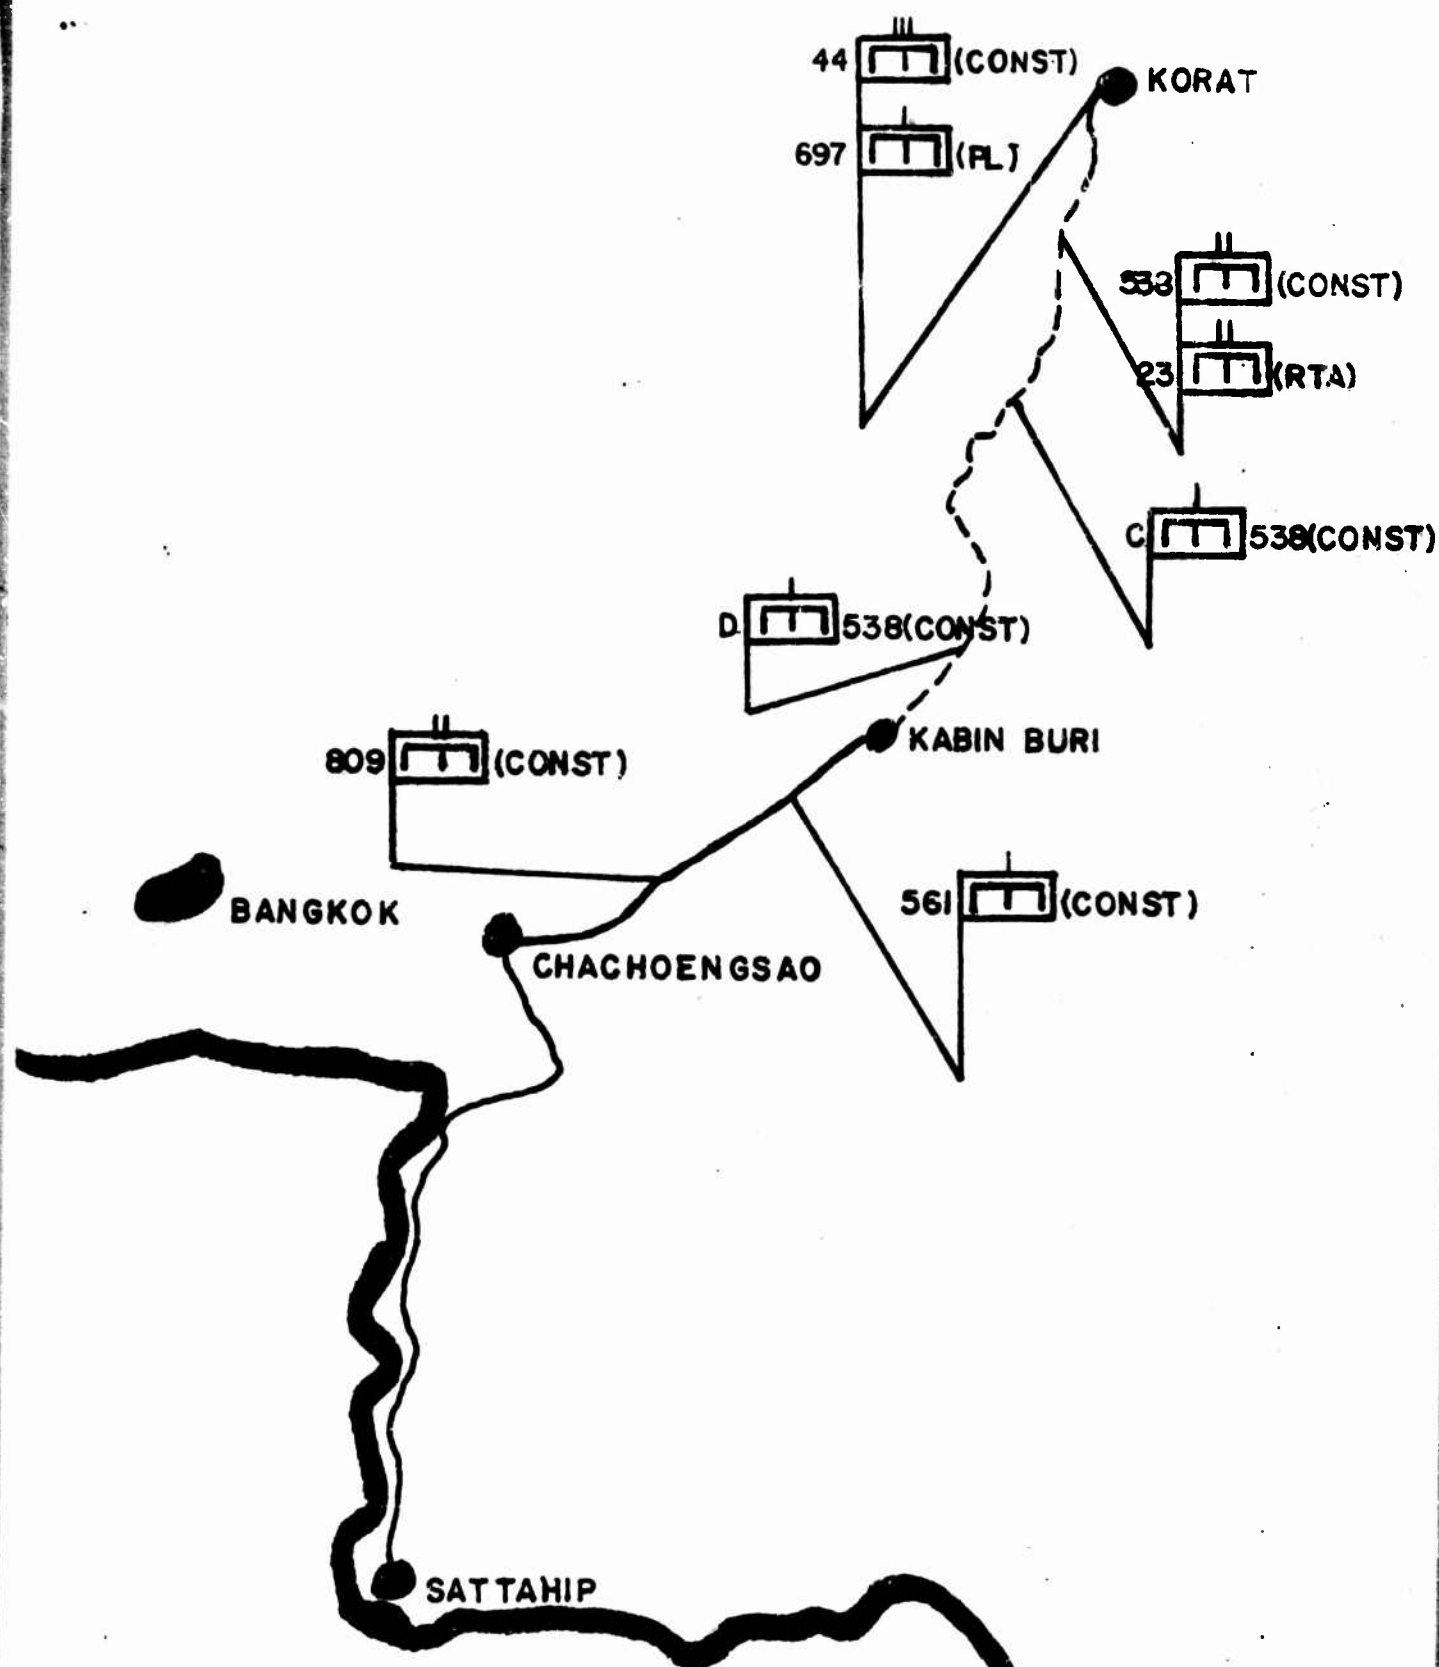 44 (CONST)
KORAT
697 (PL)
538 (CONST)
23 (RTA)
C 538(CONST)
D 538(CONST)
KABIN BURI
809 (CONST)
561 (CONST)
BANGKOK
CHACHOENGSAO
SATTAHIP